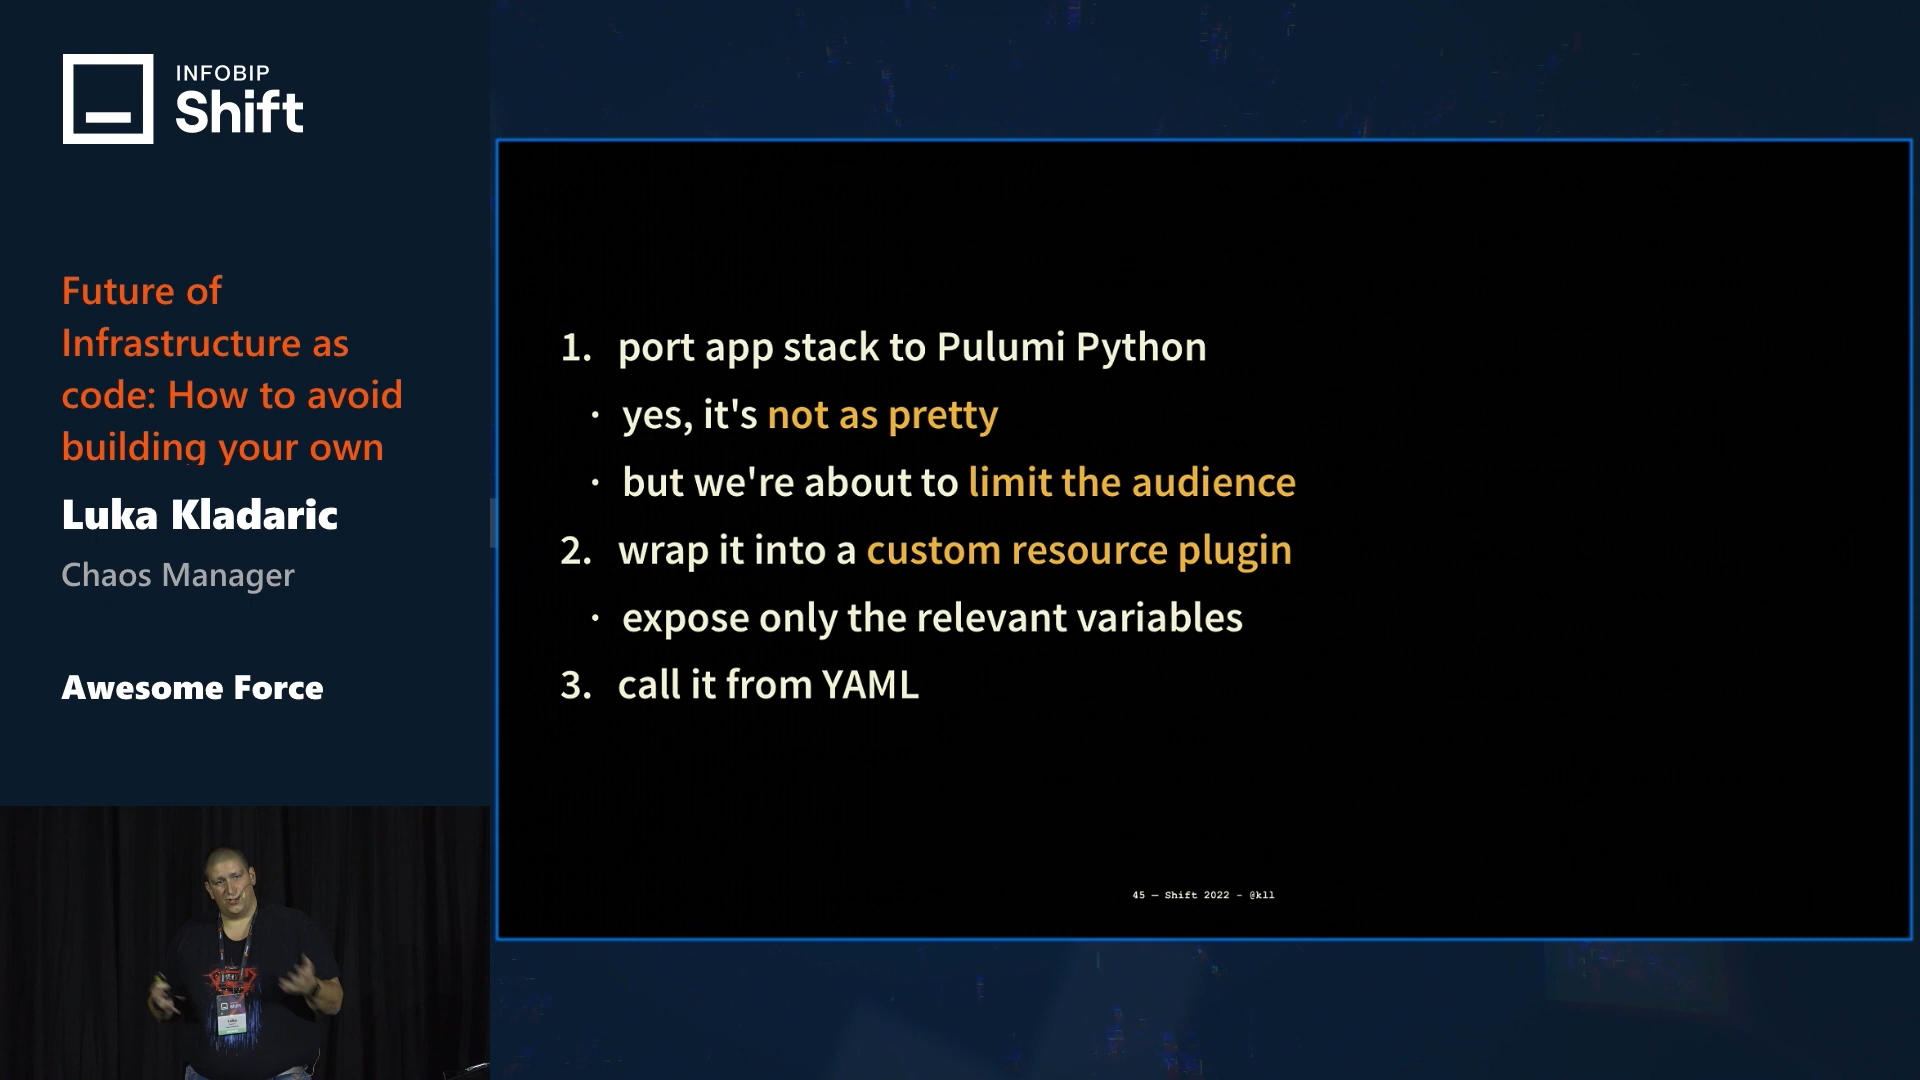 INFOBIP
Shift
Future of
Infrastructure as
code: How to avoid
building your own
Luka Kladaric
Chaos Manager
Awesome Force
1. port app stack to Pulumi Python
· yes, it's not as pretty
· but we're about to limit the audience
2. wrap it into a custom resource plugin
· expose only the relevant variables
3. call it from YAML
45 — Shift 2022 - @kll